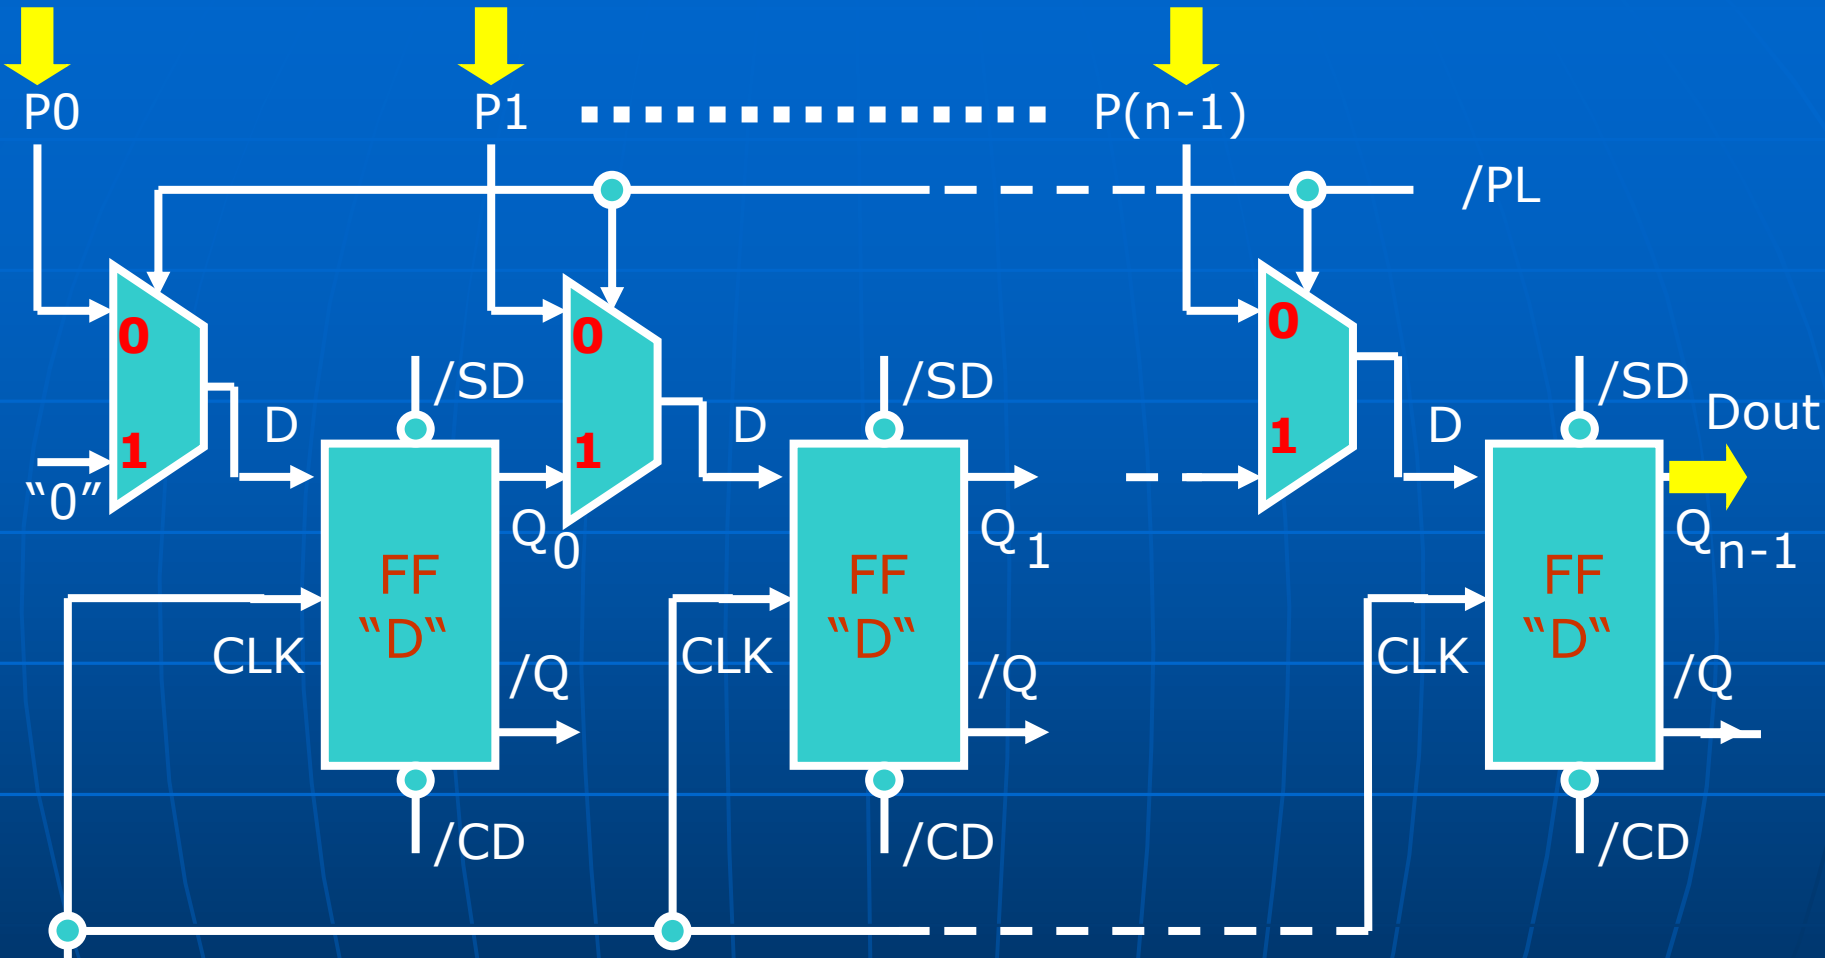 P0 P1 P(n-1)
/PL
0 0 0
/SD /SD /SD Dout
D D D
1 1 1
“0”
Q0 Q1 Qn-1
FF FF FF
“D“ “D“ “D“
CLK CLK CLK
/Q /Q /Q
/CD /CD /CD